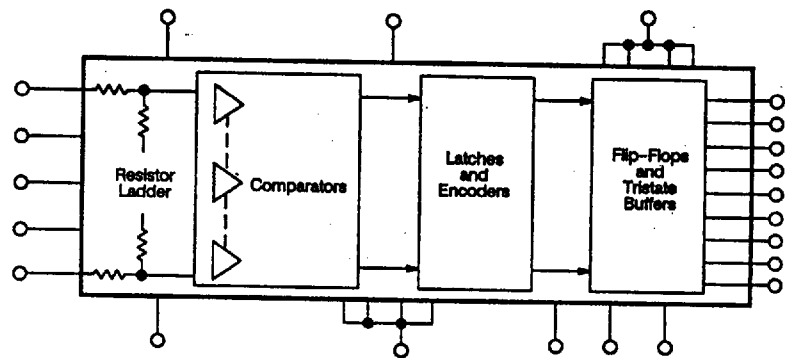 Resistor
Ladder
Comparators
Latches
and
Encoders
Flip-Flops
and
Tristate
Buffers